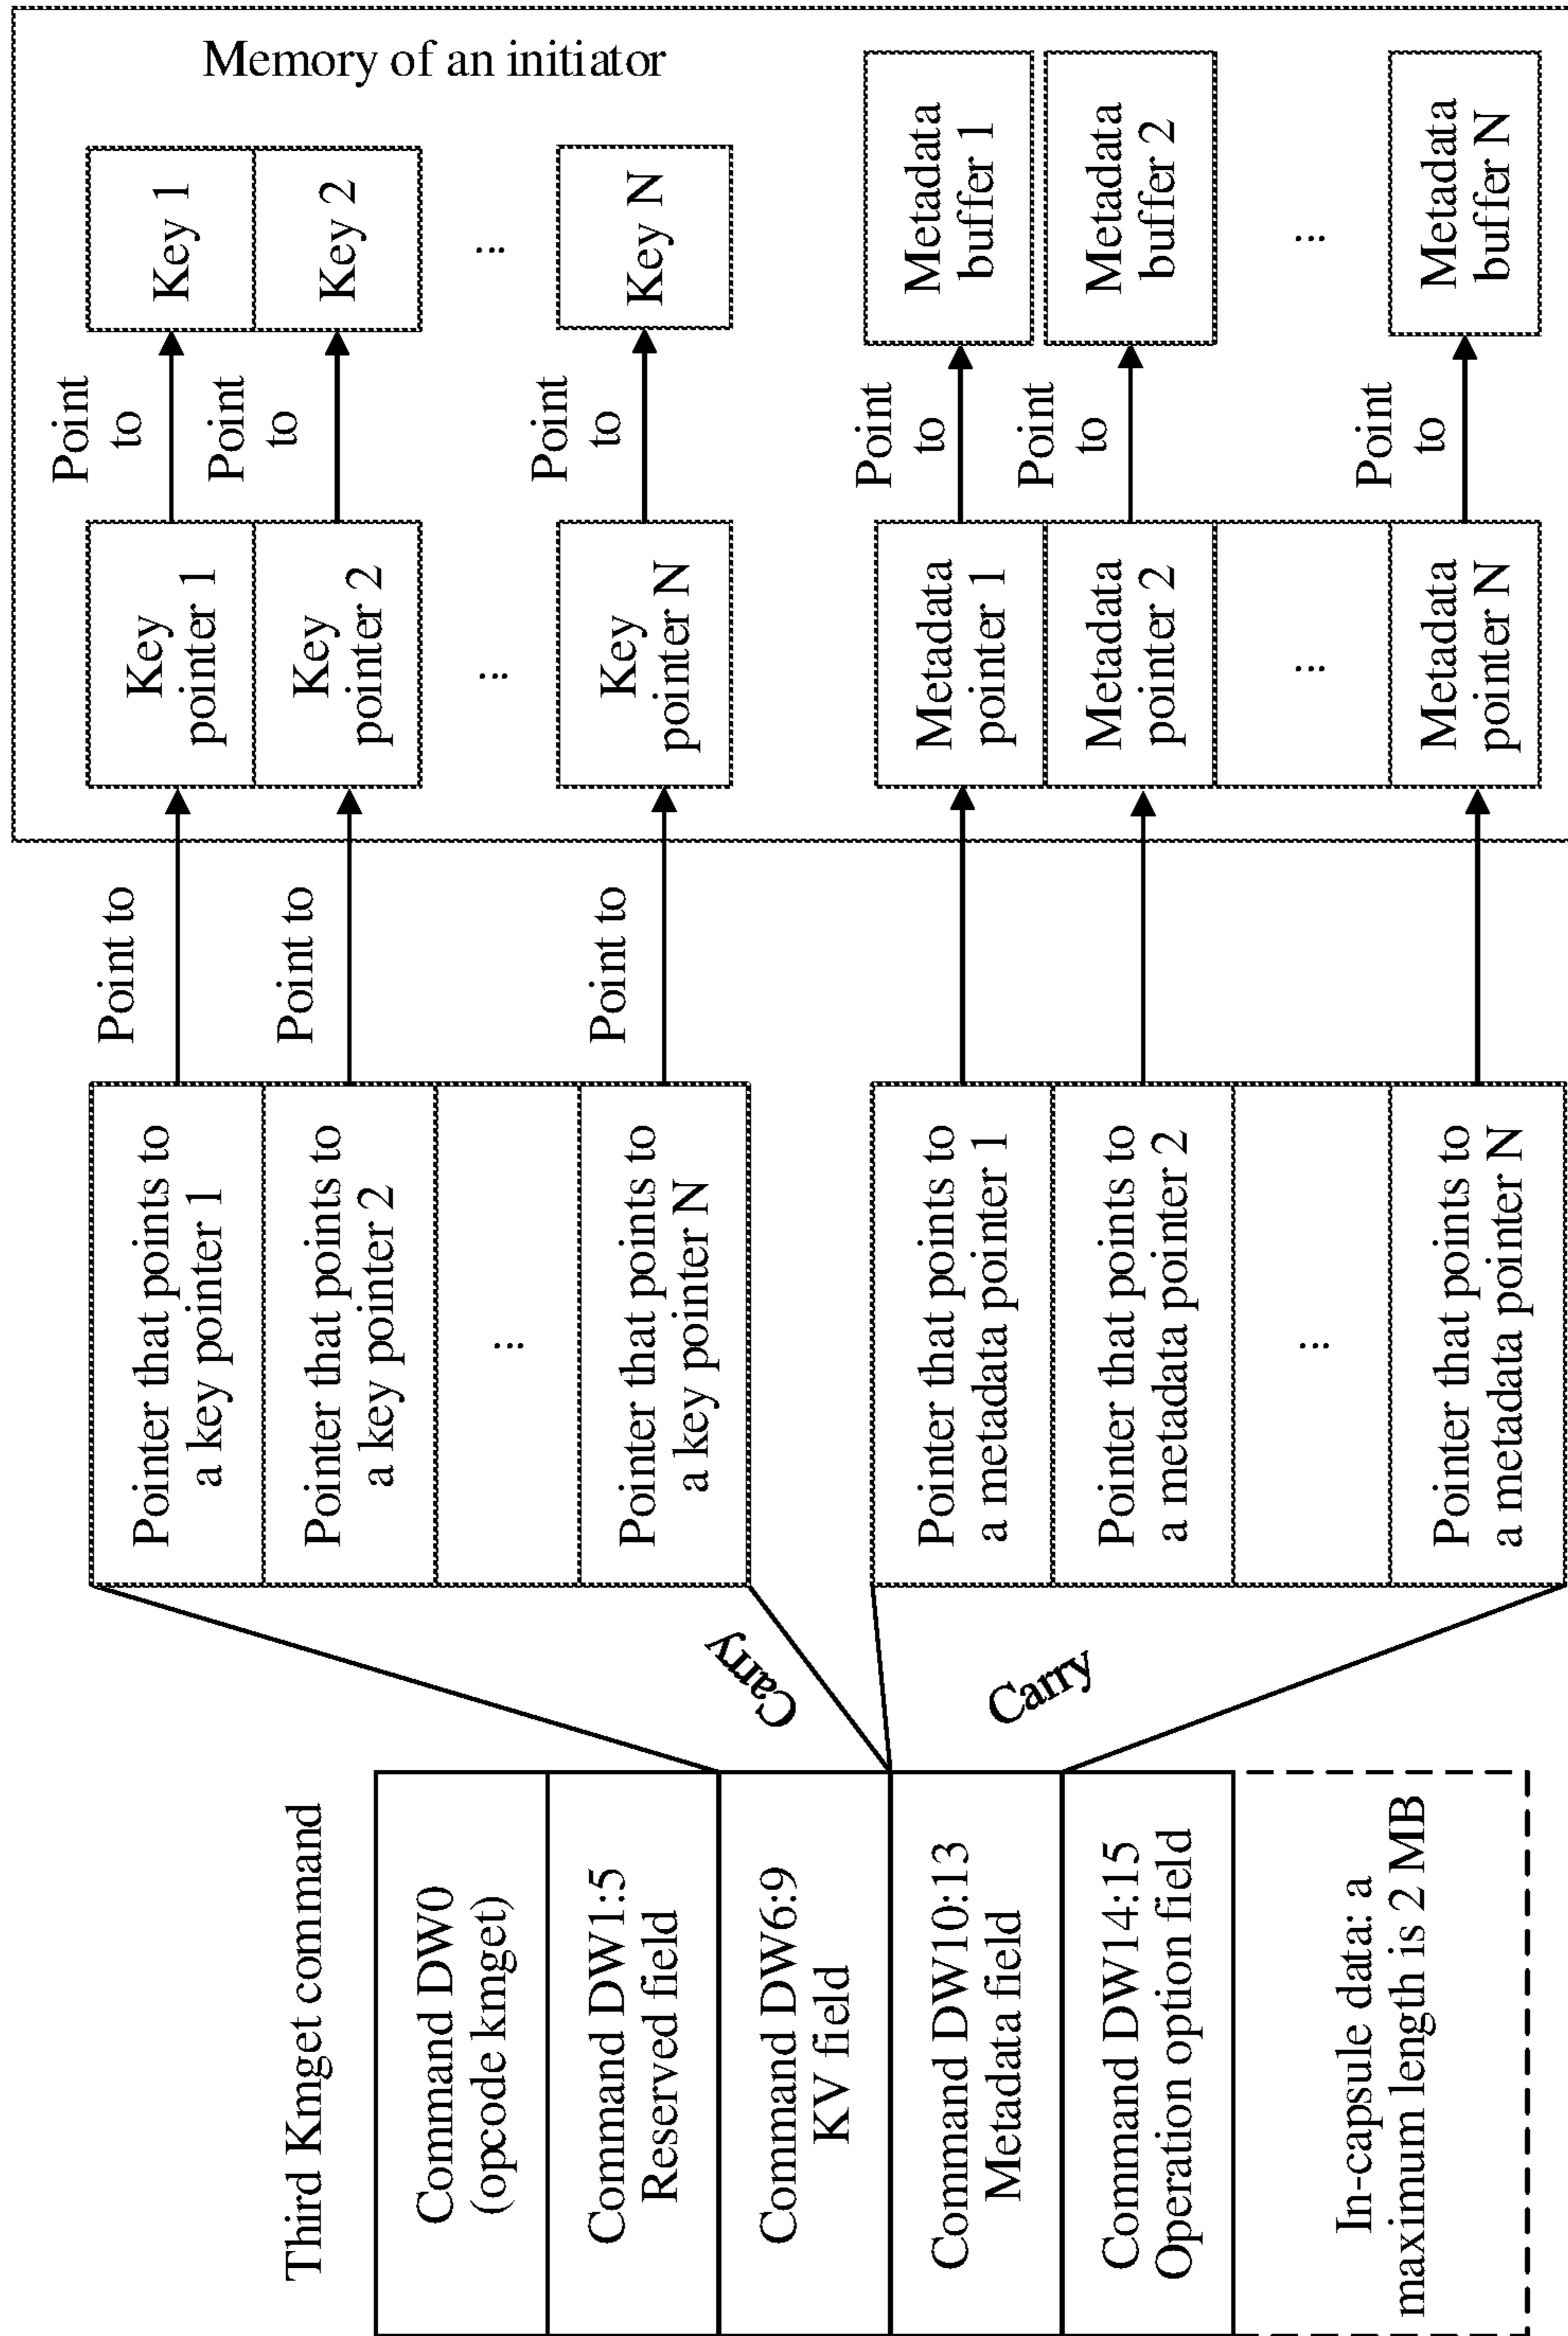 Third Kmget command
Command DW0
(opcode kmget)
Command DW1:5
Reserved field
Command DW6:9
KV field
Command DW10:13
Metadata field
Command DW14:15
Operation option field
In-capsule data: a
maximum length is 2 MB
Carry
Carry
Pointer that points to
a key pointer 1
Pointer that points to
a key pointer 2
...
Pointer that points to
a key pointer N
Pointer that points to
a metadata pointer 1
Pointer that points to
a metadata pointer 2
...
Pointer that points to
a metadata pointer N
Point to
Point to
Point to
Memory of an initiator
Key
pointer 1
Key
pointer 2
...
Key
pointer N
Point
to
Point
to
Point
to
Key 1
Key 2
...
Key N
Metadata
pointer 1
Metadata
pointer 2
...
Metadata
pointer N
Point
to
Point
to
Point
to
Metadata
buffer 1
Metadata
buffer 2
...
Metadata
buffer N